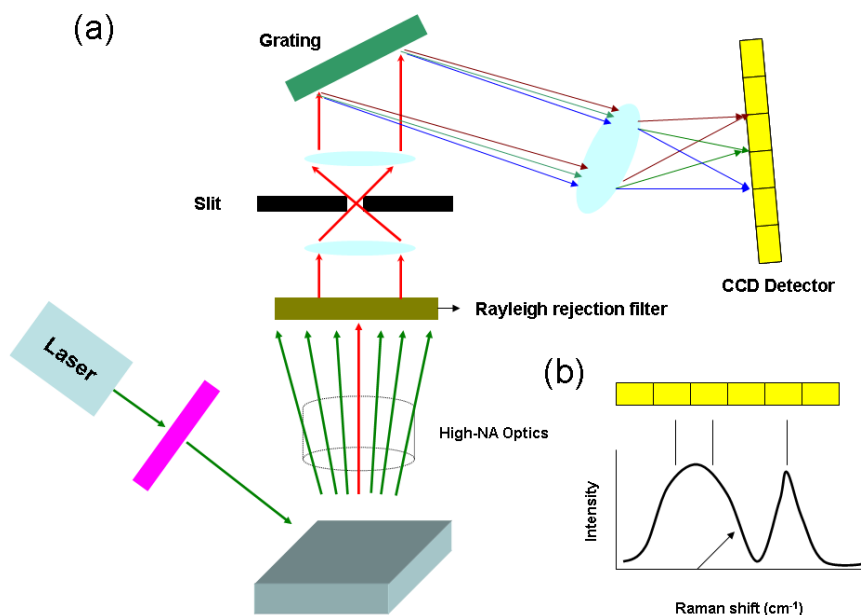 (a)
Grating
Slit
CCD Detector
Rayleigh rejection filter
Laser
High-NA Optics
(b)
Intensity
Raman shift (cm-1)